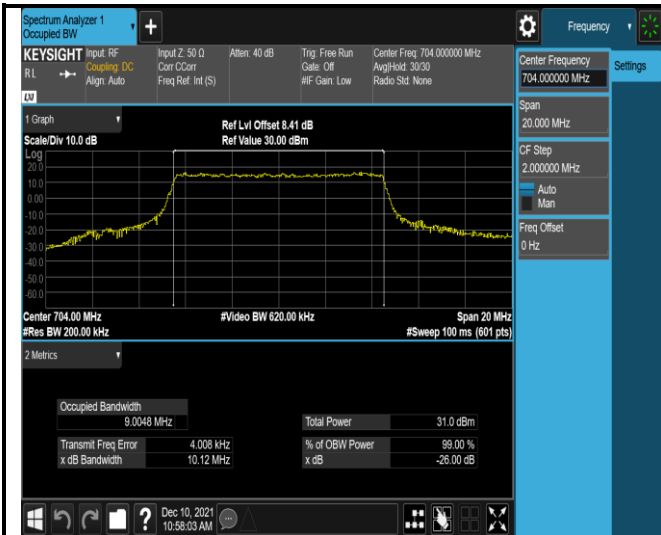 Spectrum Analyzer 1
Occupied BW
Frequency
KEYSIGHT
R L
LXI
Input: RF
Coupling: DC
Align: Auto
Input Z: 50 Ω
Corr CCorr
Freq Ref: Int (S)
Atten: 40 dB
Trig: Free Run
Gate: Off
#IF Gain: Low
Center Freq: 704.000000 MHz
Avg|Hold: 30/30
Radio Std: None
Center Frequency
704.000000 MHz
Settings
Span
20.000 MHz
CF Step
2.000000 MHz
Auto
Man
Freq Offset
0 Hz
1 Graph
Scale/Div 10.0 dB
Ref Lvl Offset 8.41 dB
Ref Value 30.00 dBm
Log
20.0
10.0
0.00
-10.0
-20.0
-30.0
-40.0
-50.0
-60.0
Center 704.00 MHz
#Video BW 620.00 kHz
Span 20 MHz
#Res BW 200.00 kHz
#Sweep 100 ms (601 pts)
2 Metrics
Occupied Bandwidth
9.0048 MHz
Total Power 31.0 dBm
Transmit Freq Error 4.008 kHz
% of OBW Power 99.00 %
x dB Bandwidth 10.12 MHz
x dB -26.00 dB
?
Dec 10, 2021
10:58:03 AM